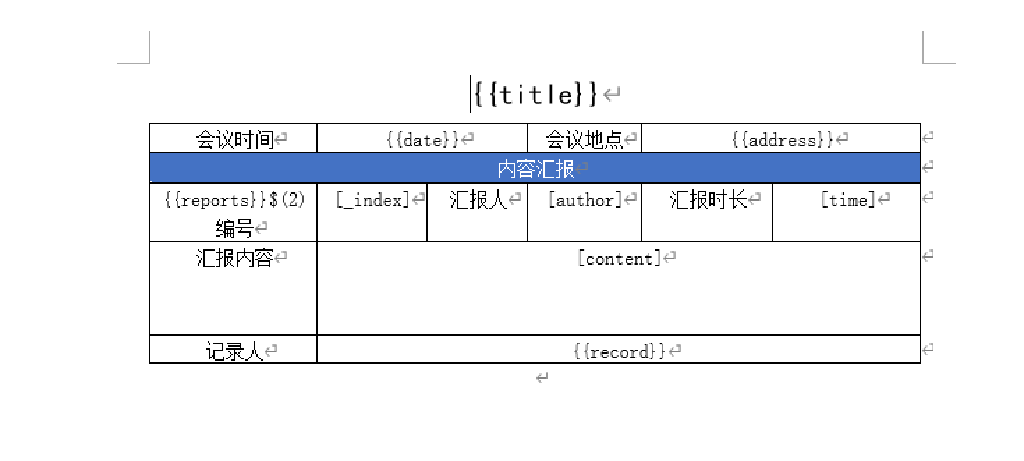 {{title}}
会议时间 {{date}} 会议地点 {{address}}
内容汇报
{{reports}}$(2) [_index] 汇报人 [author] 汇报时长 [time]
编号
汇报内容 [content]
记录人 {{record}}